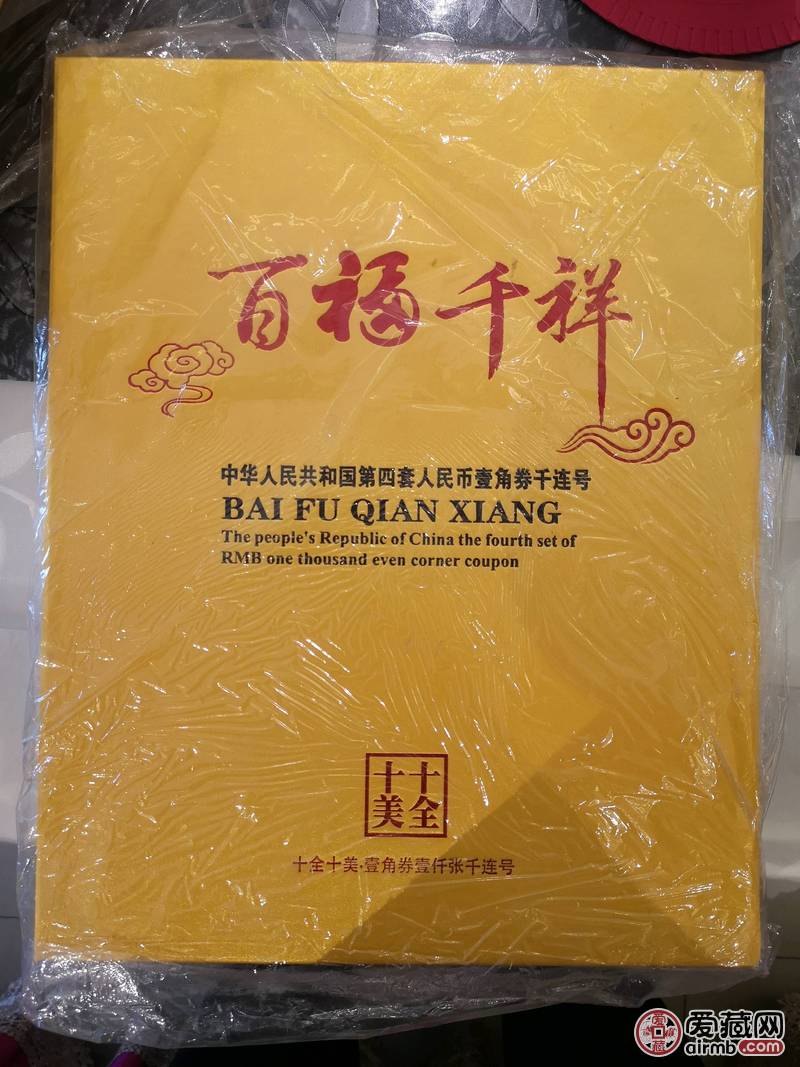 百福千祥
中华人民共和国第四套人民币壹角券千连号
BAI FU QIAN XIANG
The people's Republic of China the fourth set of
RMB one thousand even corner coupon
十全
十美
十全十美·壹角券壹仟张千连号
爱藏网
airmb.com